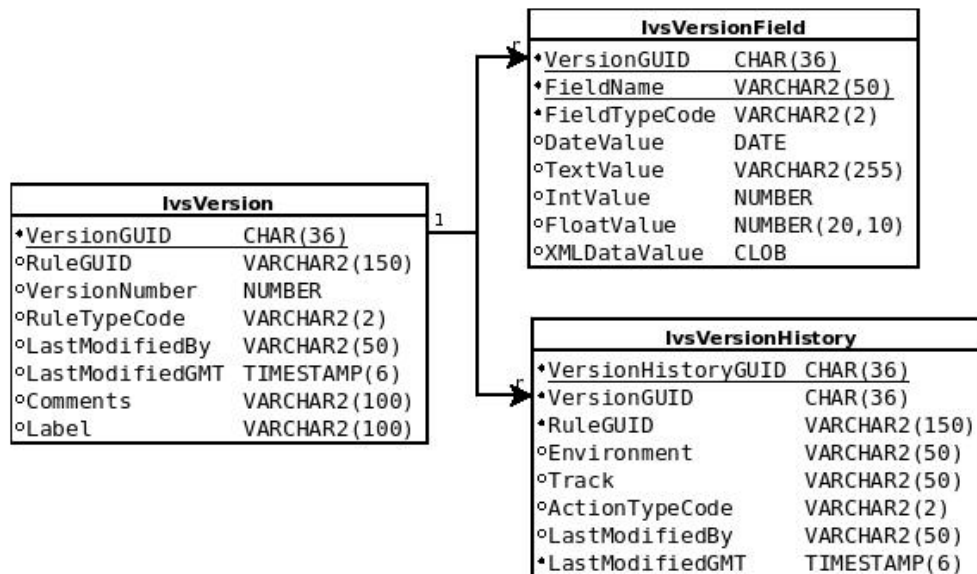 IvsVersionField
VersionGUID CHAR(36)
FieldName VARCHAR2(50)
FieldTypeCode VARCHAR2(2)
DateValue DATE
TextValue VARCHAR2(255)
IntValue NUMBER
FloatValue NUMBER(20,10)
XMLDataValue CLOB
r
IvsVersion
VersionGUID CHAR(36)
RuleGUID VARCHAR2(150)
VersionNumber NUMBER
RuleTypeCode VARCHAR2(2)
LastModifiedBy VARCHAR2(50)
LastModifiedGMT TIMESTAMP(6)
Comments VARCHAR2(100)
Label VARCHAR2(100)
1
IvsVersionHistory
VersionHistoryGUID CHAR(36)
VersionGUID CHAR(36)
RuleGUID VARCHAR2(150)
Environment VARCHAR2(50)
Track VARCHAR2(50)
ActionTypeCode VARCHAR2(2)
LastModifiedBy VARCHAR2(50)
LastModifiedGMT TIMESTAMP(6)
r